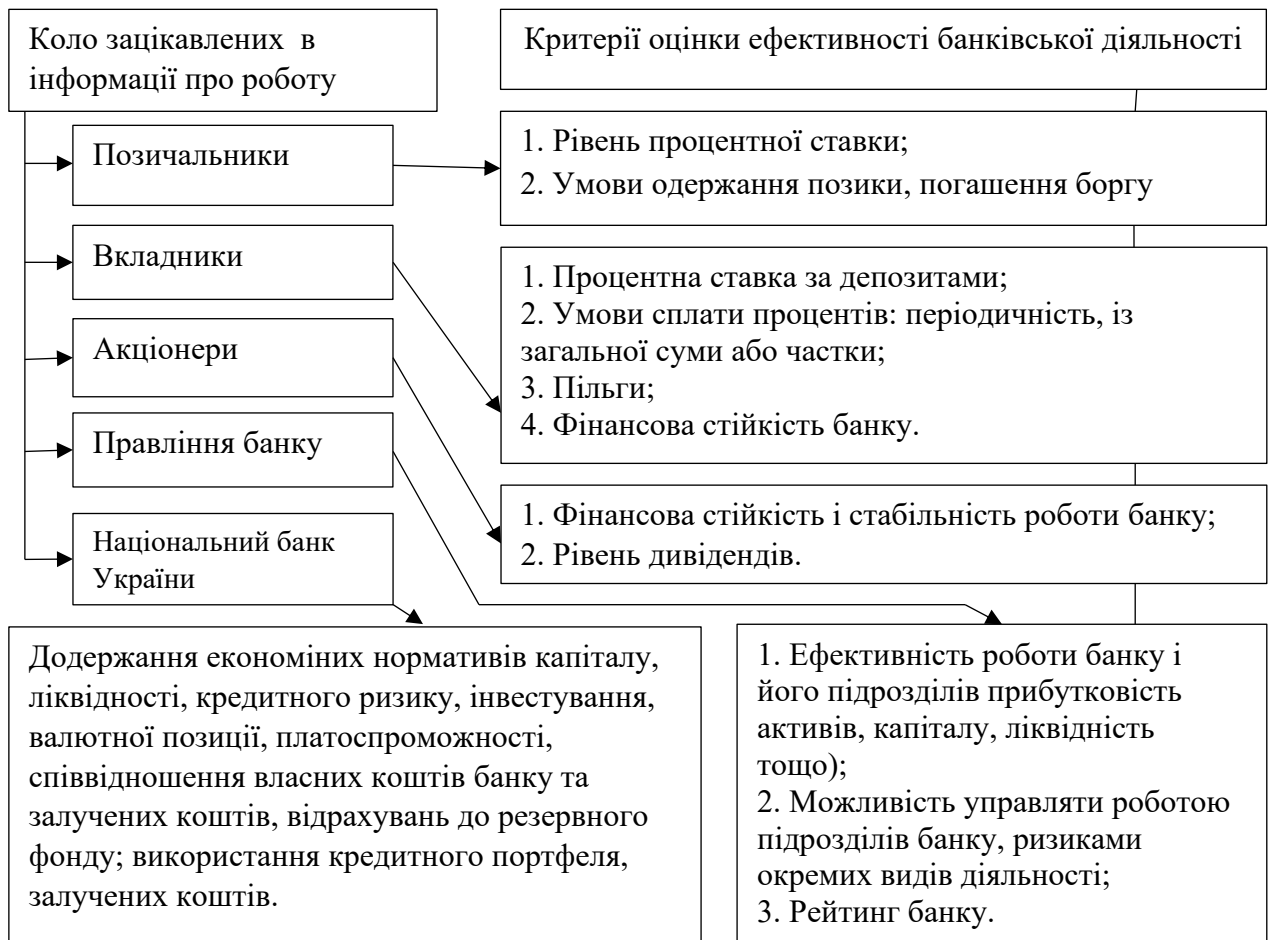 Коло зацікавлених в
інформації про роботу
Критерії оцінки ефективності банківської діяльності
Позичальники
1. Рівень процентної ставки;
2. Умови одержання позики, погашення боргу
Вкладники
1. Процентна ставка за депозитами;
2. Умови сплати процентів: періодичність, із
загальної суми або частки;
3. Пільги;
4. Фінансова стійкість банку.
Акціонери
Правління банку
1. Фінансова стійкість і стабільність роботи банку;
2. Рівень дивідендів.
Національний банк
України
Додержання економіних нормативів капіталу,
ліквідності, кредитного ризику, інвестування,
валютної позиції, платоспроможності,
співвідношення власних коштів банку та
залучених коштів, відрахувань до резервного
фонду; використання кредитного портфеля,
залучених коштів.
1. Ефективність роботи банку і
його підрозділів прибутковість
активів, капіталу, ліквідність
тощо);
2. Можливість управляти роботою
підрозділів банку, ризиками
окремих видів діяльності;
3. Рейтинг банку.